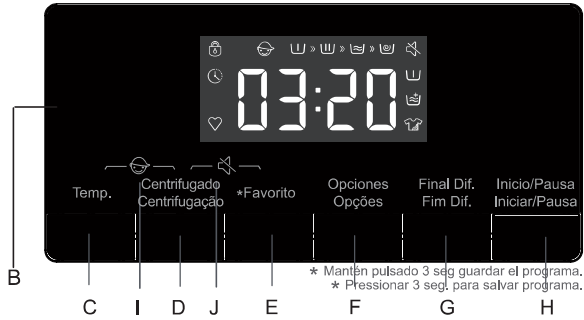 03:20
Temp.
Centrifugado
Centrifugação
*Favorito
Opciones
Opções
Final Dif.
Fim Dif.
Inicio/Pausa
Iniciar/Pausa
* Mantén pulsado 3 seg guardar el programa.
* Pressionar 3 seg. para salvar programa.
B
C
I
D
J
E
F
G
H